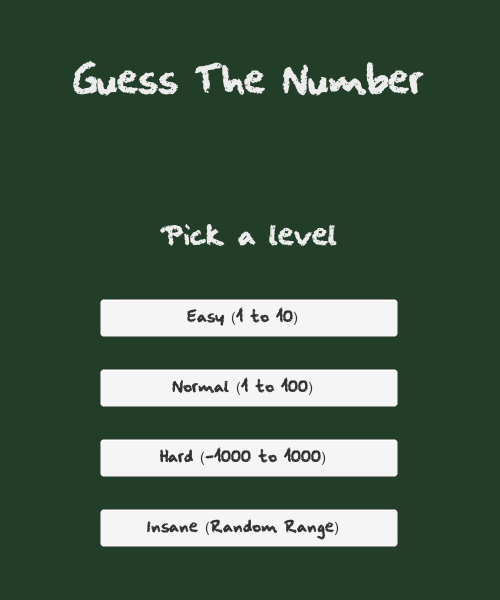 Guess The Number
Pick a level
Easy (1 to 10)
Normal (1 to 100)
Hard (-1000 to 1000)
Insane (Random Range)